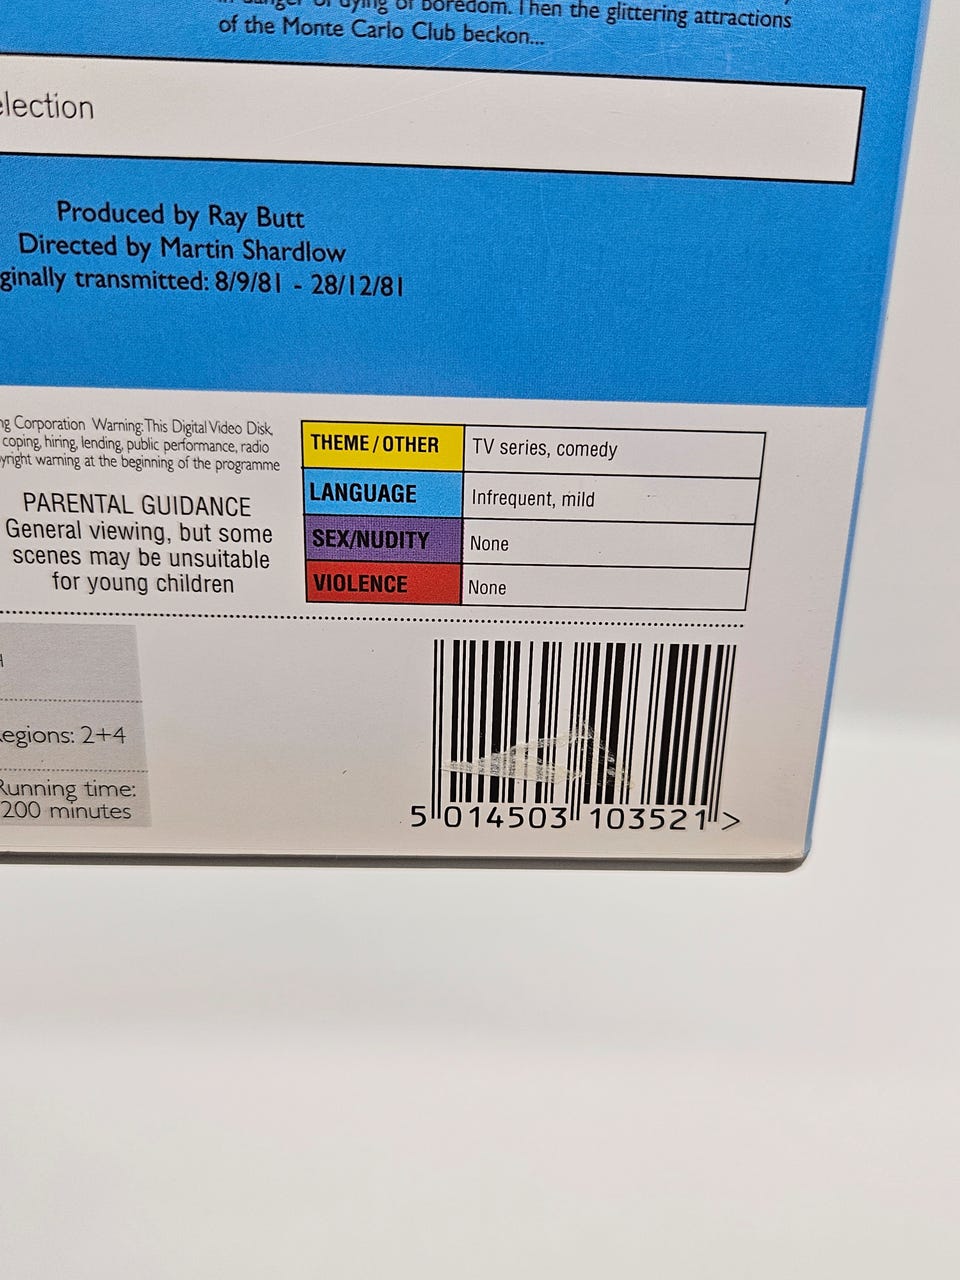 of dying of boredom. Then the glittering attractions
of the Monte Carlo Club beckon...
election
Produced by Ray Butt
Directed by Martin Shardlow
ginally transmitted: 8/9/81 - 28/12/81
ng Corporation Warning: This Digital Video Disk,
coping, hiring, lending, public performance, radio
yright warning at the beginning of the programme
PARENTAL GUIDANCE
General viewing, but some
scenes may be unsuitable
for young children
THEME/OTHER TV series, comedy
LANGUAGE Infrequent, mild
SEX/NUDITY None
VIOLENCE None
egions: 2+4
Running time:
200 minutes
5 014503 103521 >